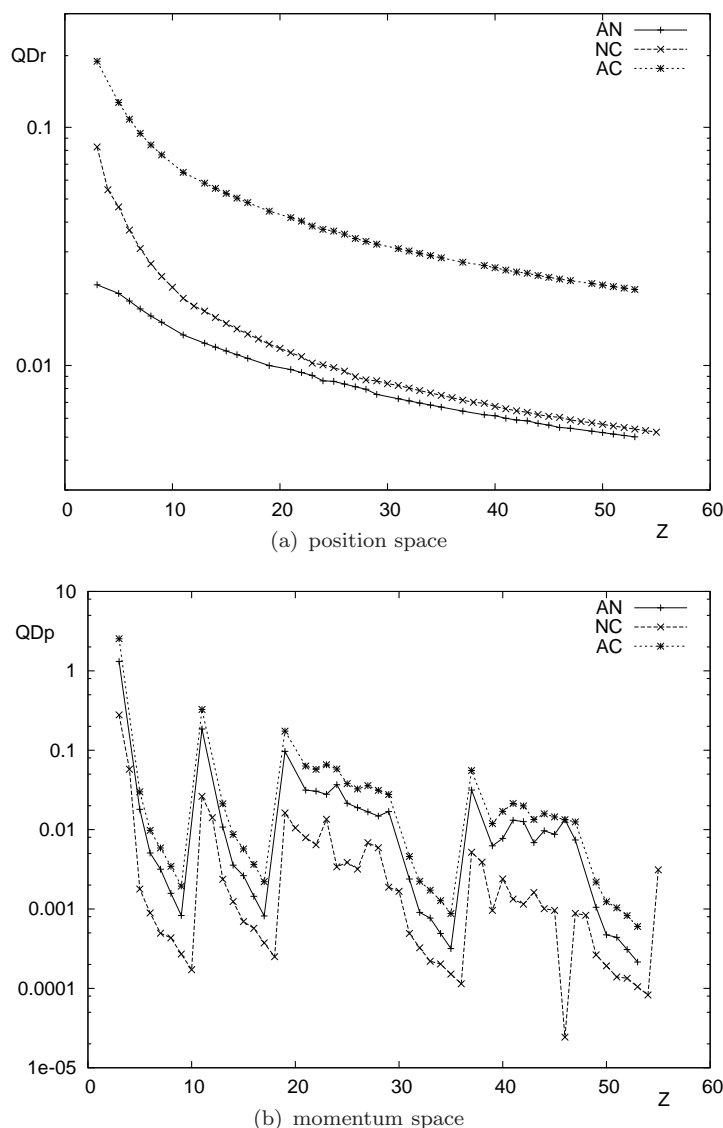 QDr
AN
NC
AC
0.1
0.01
0 10 20 30 40 50 60
Z
(a) position space
10
QDp
AN
NC
AC
1
0.1
0.01
0.001
0.0001
1e-05
0 10 20 30 40 50 60
Z
(b) momentum space